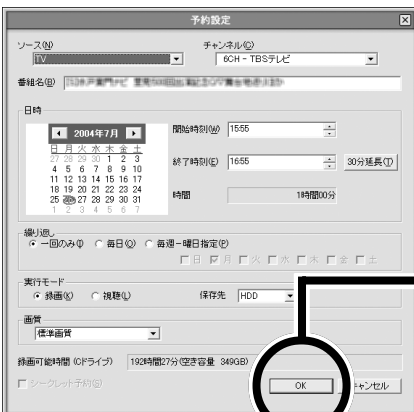 予約設定
ソース(N) チャンネル(C)
TV 6CH - TBSテレビ
番組名(B)
日時
2004年7月
日 月 火 水 木 金 土
27 28 29 30 1 2 3
4 5 6 7 8 9 10
11 12 13 14 15 16 17
18 19 20 21 22 23 24
25 26 27 28 29 30 31
1 2 3 4 5 6 7
開始時刻(W) 15:55
終了時刻(E) 16:55 30分延長(T)
時間 1時間00分
繰り返し
一回のみ(I) 毎日(Q) 毎週-曜日指定(P)
日 月 火 水 木 金 土
実行モード
録画(K) 視聴(L) 保存先 HDD
画質
標準画質
録画可能時間 (Cドライブ) 192時間27分(空き容量 349GB)
シークレット予約(S) OK キャンセル